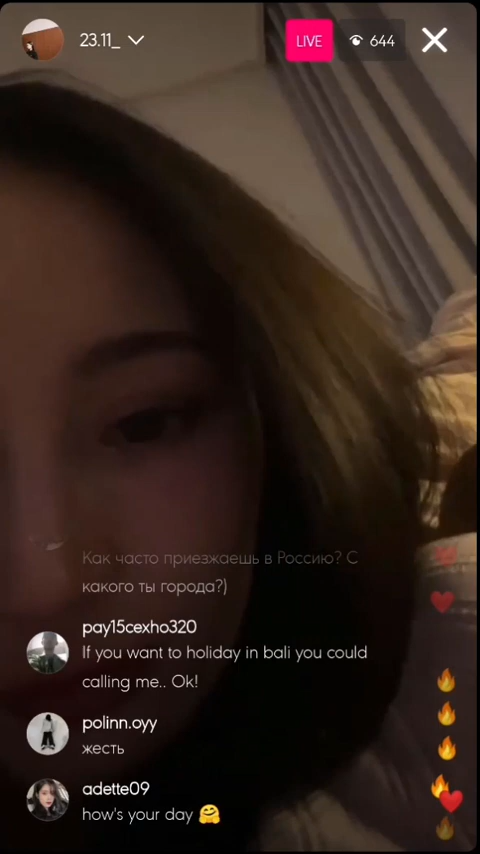 23.11_
LIVE
644
Как часто приезжаешь в Россию? С
какого ты города?)
pay15cexho320
If you want to holiday in bali you could
calling me.. Ok!
polinn.oyy
жесть
adette09
how's your day 🤗